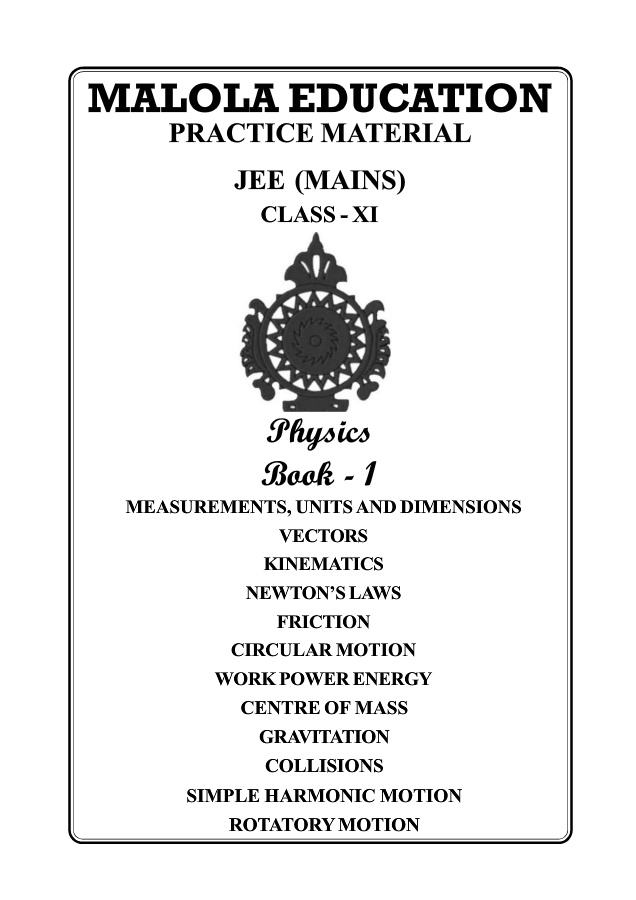 MALOLA EDUCATION
PRACTICE MATERIAL
JEE (MAINS)
CLASS - XI
Physics
Book - 1
MEASUREMENTS, UNITS AND DIMENSIONS
VECTORS
KINEMATICS
NEWTON'S LAWS
FRICTION
CIRCULAR MOTION
WORK POWER ENERGY
CENTRE OF MASS
GRAVITATION
COLLISIONS
SIMPLE HARMONIC MOTION
ROTATORY MOTION